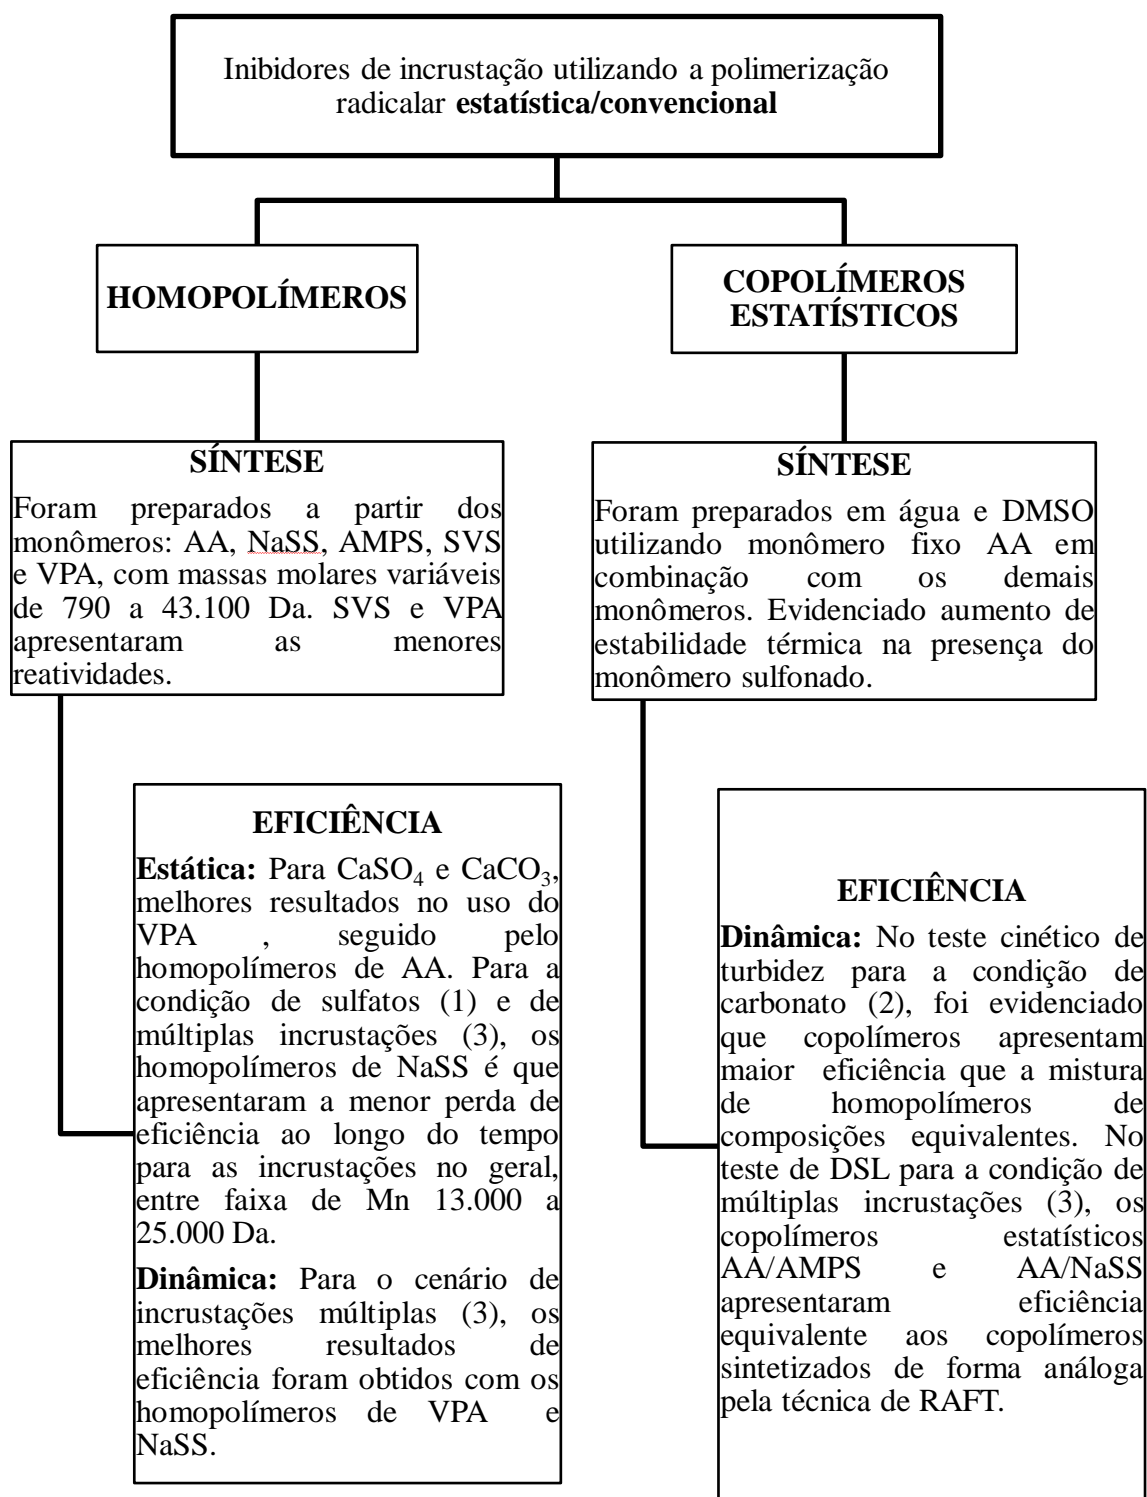 Inibidores de incrustação utilizando a polimerização
radicalar estatística/convencional
HOMOPOLÍMEROS
COPOLÍMEROS
ESTATÍSTICOS
SÍNTESE
Foram preparados a partir dos
monômeros: AA, NaSS, AMPS, SVS
e VPA, com massas molares variáveis
de 790 a 43.100 Da. SVS e VPA
apresentaram as menores
reatividades.
SÍNTESE
Foram preparados em água e DMSO
utilizando monômero fixo AA em
combinação com os demais
monômeros. Evidenciado aumento de
estabilidade térmica na presença do
monômero sulfonado.
EFICIÊNCIA
Estática: Para CaSO₄ e CaCO₃,
melhores resultados no uso do
VPA , seguido pelo
homopolímeros de AA. Para a
condição de sulfatos (1) e de
múltiplas incrustações (3), os
homopolímeros de NaSS é que
apresentaram a menor perda de
eficiência ao longo do tempo
para as incrustações no geral,
entre faixa de Mn 13.000 a
25.000 Da.
Dinâmica: Para o cenário de
incrustações múltiplas (3), os
melhores resultados de
eficiência foram obtidos com os
homopolímeros de VPA e
NaSS.
EFICIÊNCIA
Dinâmica: No teste cinético de
turbidez para a condição de
carbonato (2), foi evidenciado
que copolímeros apresentam
maior eficiência que a mistura
de homopolímeros de
composições equivalentes. No
teste de DSL para a condição de
múltiplas incrustações (3), os
copolímeros estatísticos
AA/AMPS e AA/NaSS
apresentaram eficiência
equivalente aos copolímeros
sintetizados de forma análoga
pela técnica de RAFT.